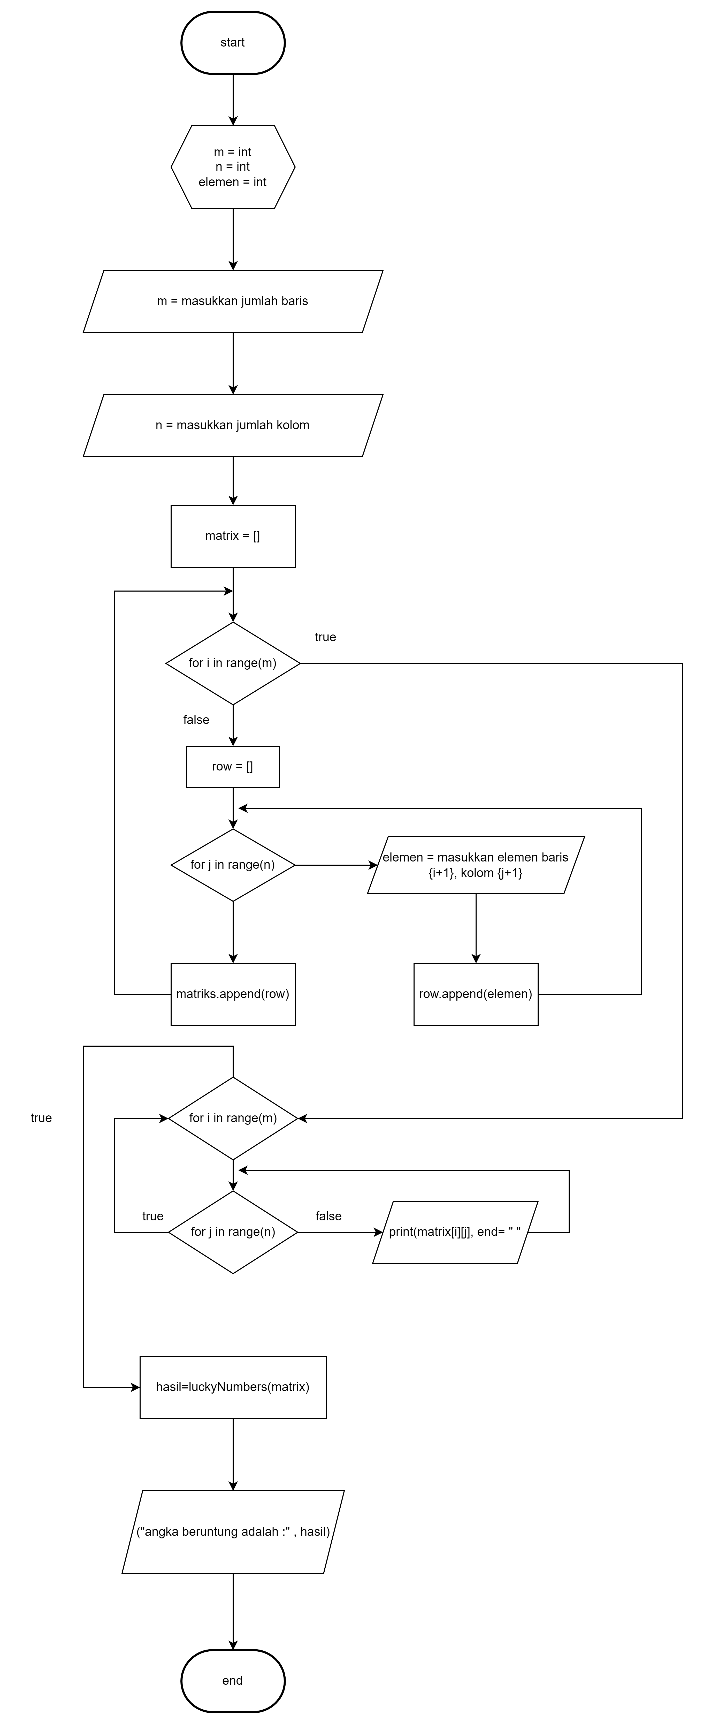 start
m = int
n = int
elemen = int
m = masukkan jumlah baris
n = masukkan jumlah kolom
matrix = []
for i in range(m)
true
false
row = []
for j in range(n)
elemen = masukkan elemen baris
{i+1}, kolom {j+1}
matriks.append(row)
row.append(elemen)
for i in range(m)
true
for j in range(n)
true
false
print(matrix[i][j], end= " "
hasil=luckyNumbers(matrix)
("angka beruntung adalah :" , hasil)
end